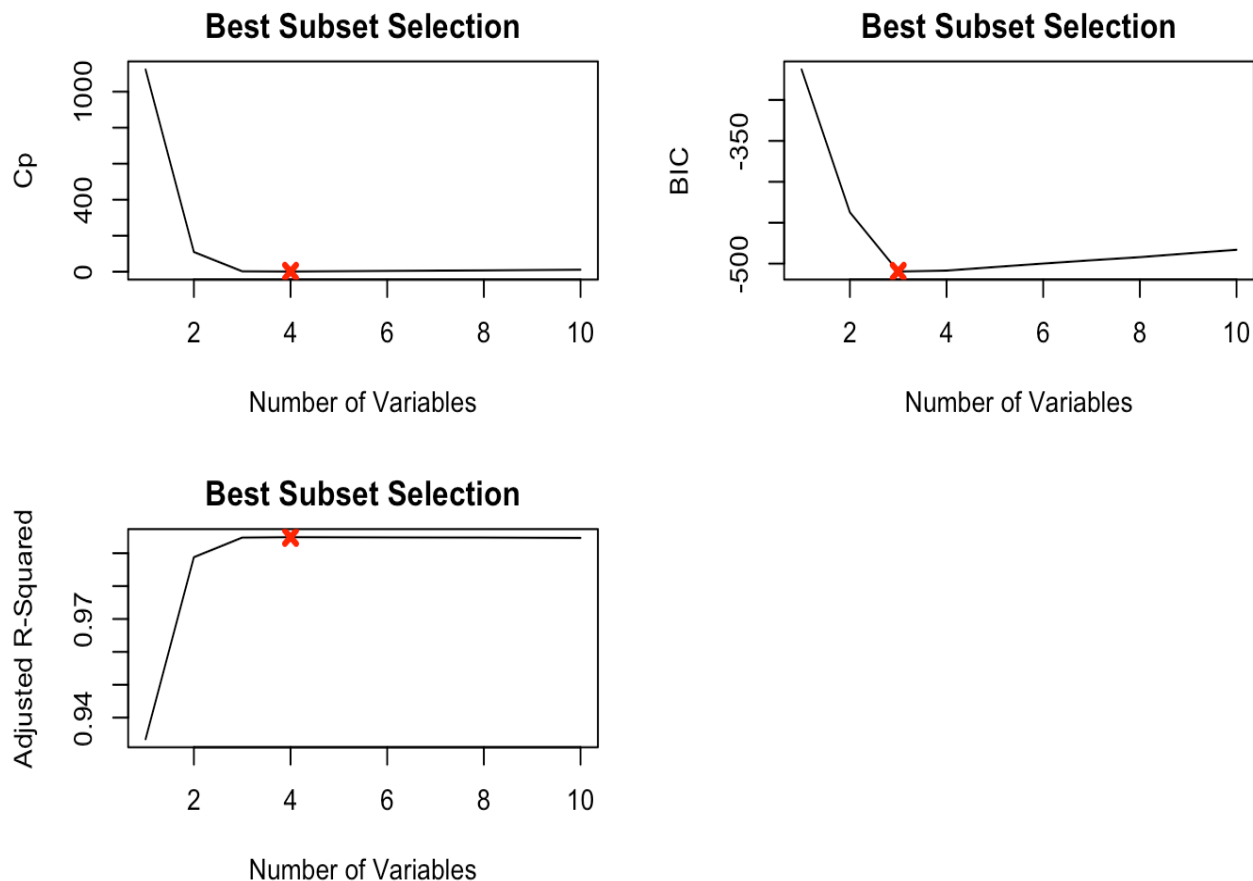 Best Subset Selection
Cp
0
400
1000
2 4 6 8 10
Number of Variables
Best Subset Selection
BIC
-500
-350
2 4 6 8 10
Number of Variables
Best Subset Selection
Adjusted R-Squared
0.94
0.97
2 4 6 8 10
Number of Variables